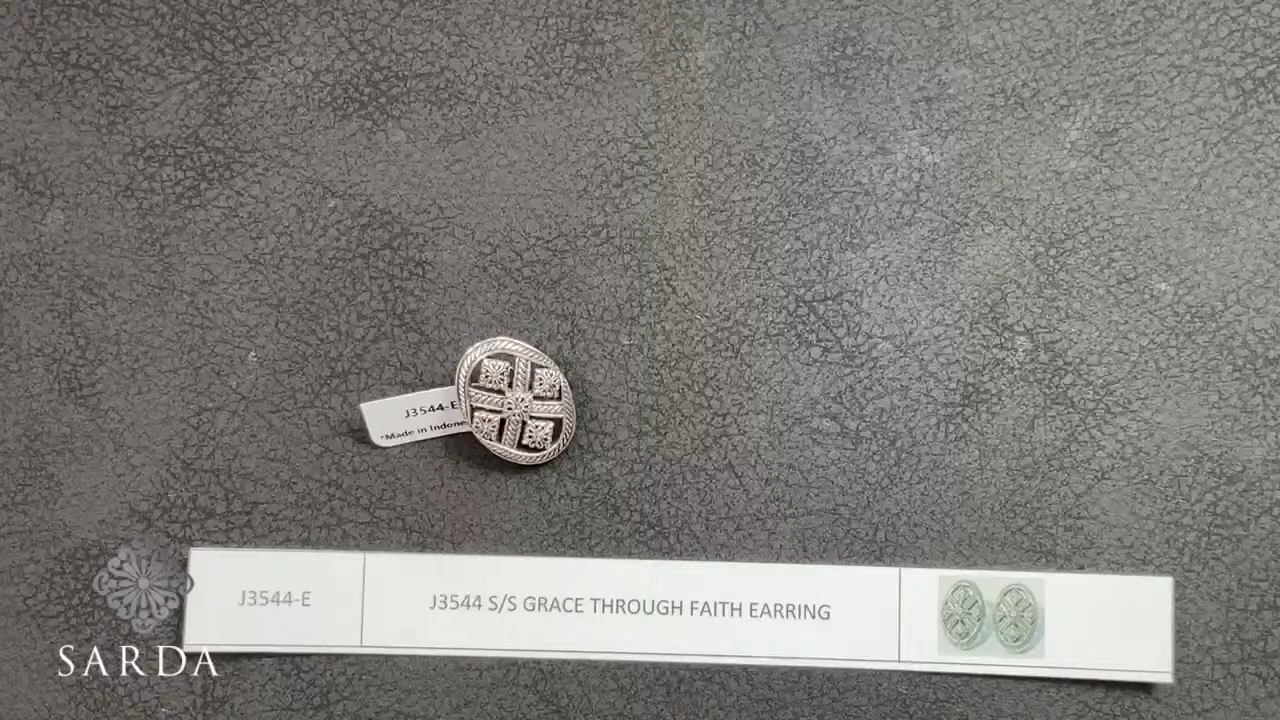 J3544-E
*Made in Indone
J3544-E
J3544 S/S GRACE THROUGH FAITH EARRING
SARDA